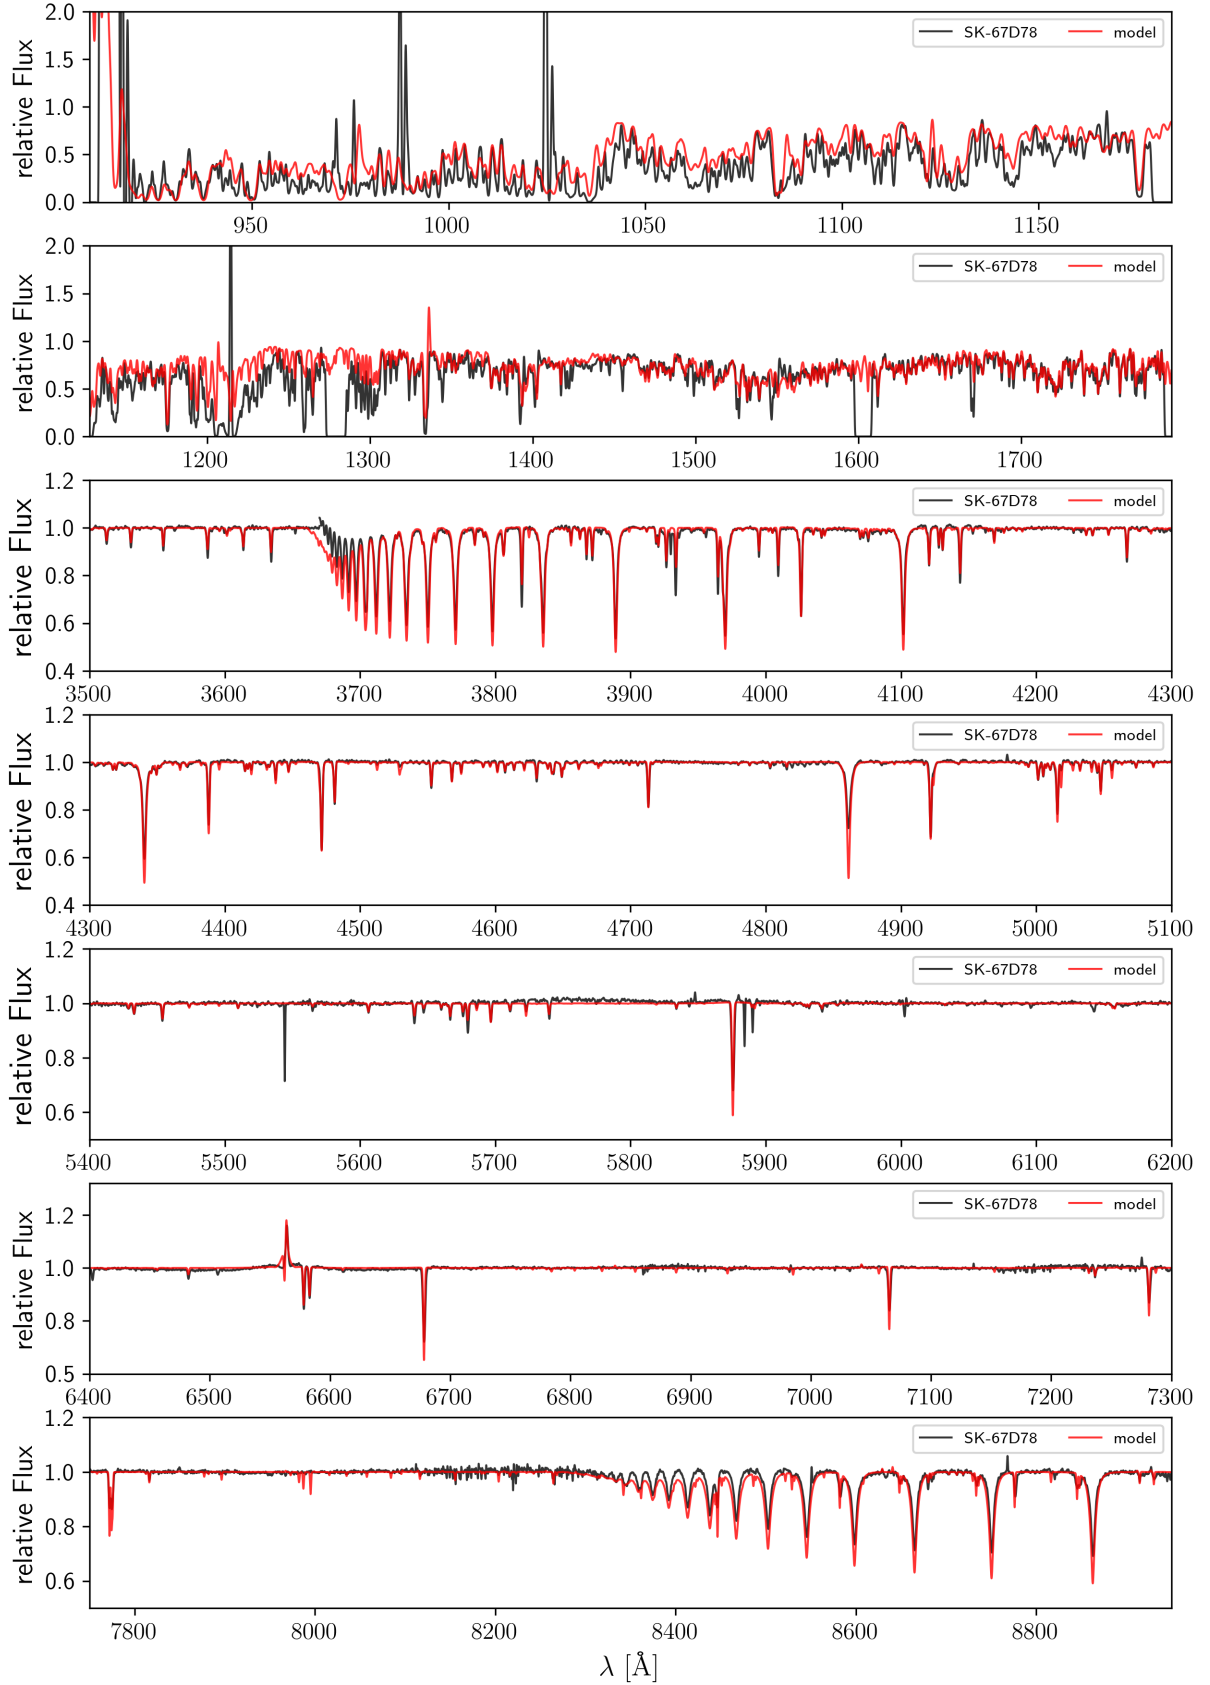 relative Flux
2.0
1.5
1.0
0.5
0.0
SK-67D78 model
950 1000 1050 1100 1150
relative Flux
2.0
1.5
1.0
0.5
0.0
SK-67D78 model
1200 1300 1400 1500 1600 1700
relative Flux
1.2
1.0
0.8
0.6
0.4
SK-67D78 model
3500 3600 3700 3800 3900 4000 4100 4200 4300
relative Flux
1.2
1.0
0.8
0.6
0.4
SK-67D78 model
4300 4400 4500 4600 4700 4800 4900 5000 5100
relative Flux
1.2
1.0
0.8
0.6
SK-67D78 model
5400 5500 5600 5700 5800 5900 6000 6100 6200
relative Flux
1.2
1.0
0.8
0.5
SK-67D78 model
6400 6500 6600 6700 6800 6900 7000 7100 7200 7300
relative Flux
1.2
1.0
0.8
0.6
SK-67D78 model
7800 8000 8200 8400 8600 8800
λ [Å]